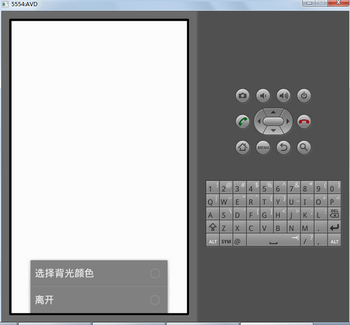 5554:AVD
MENU
1 2 3 4 5 6 7 8 9 0
Q W E R T Y U I O P
A S D F G H J K L DEL
Z X C V B N M .
ALT SYM @ / , ALT
选择背光颜色
离开